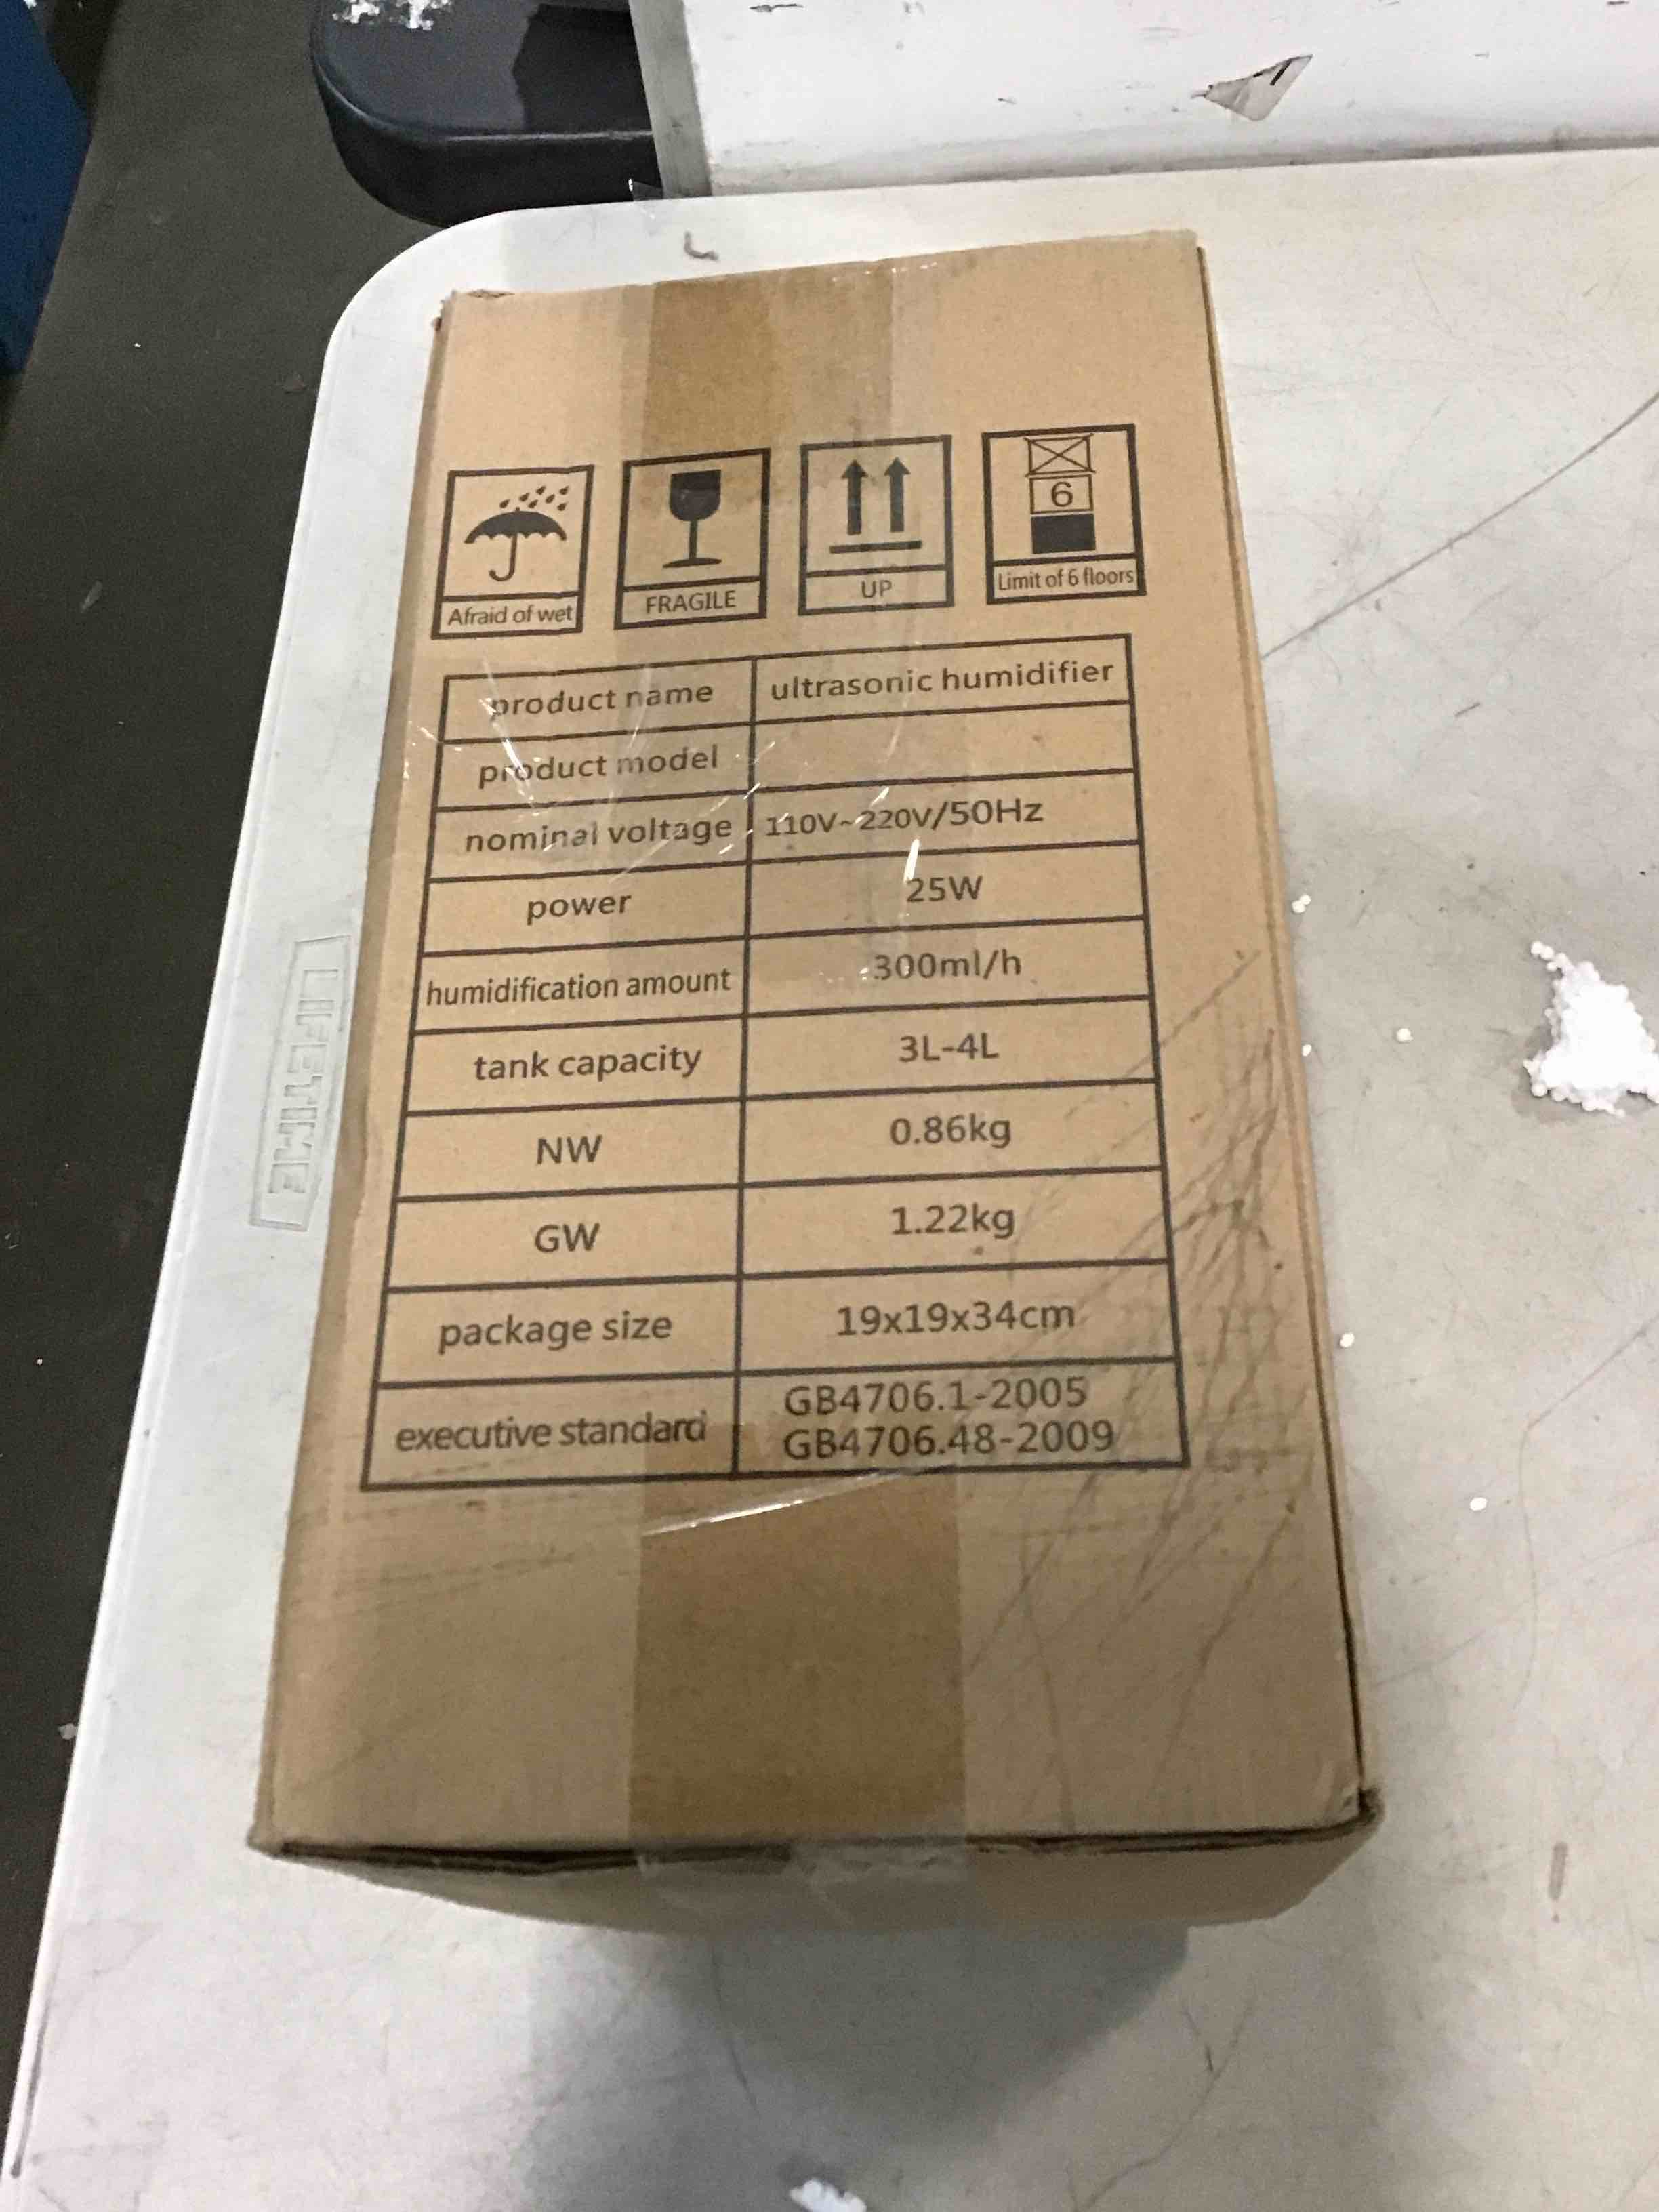 6
Afraid of wet
FRAGILE
UP
Limit of 6 floors
product name ultrasonic humidifier
product model
nominal voltage 110V~220V/50Hz
power 25W
humidification amount 300ml/h
tank capacity 3L-4L
NW 0.86kg
GW 1.22kg
package size 19x19x34cm
executive standard GB4706.1-2005
GB4706.48-2009
LIFETIME